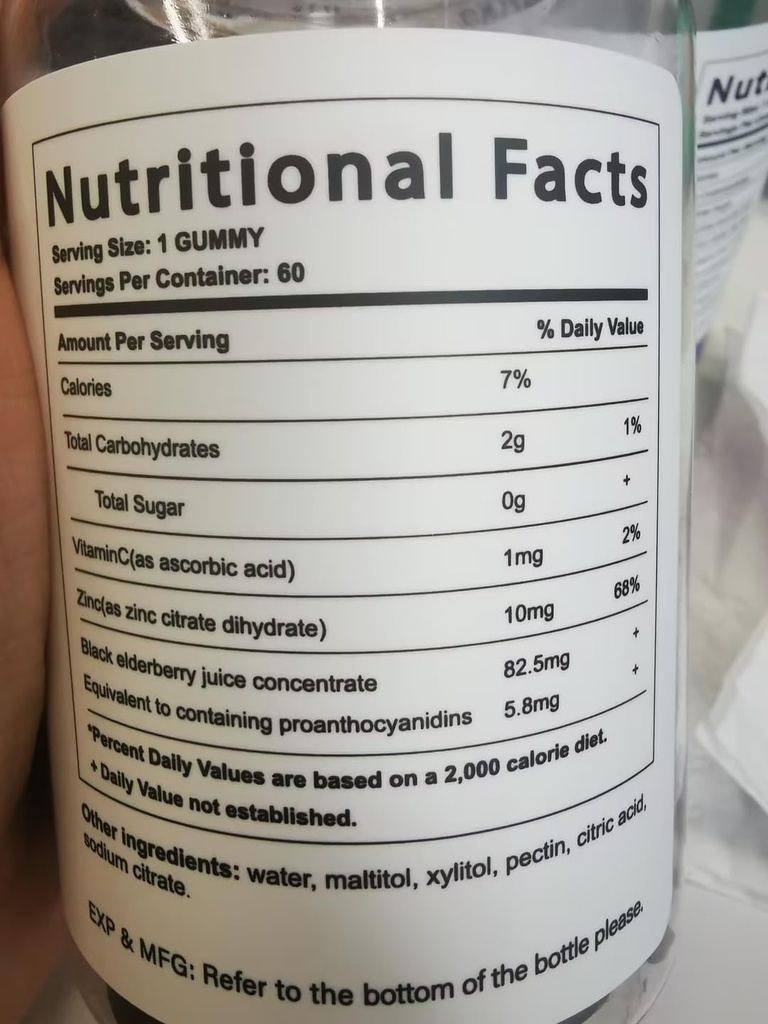 Nutritional Facts
Serving Size: 1 GUMMY
Servings Per Container: 60
Amount Per Serving % Daily Value
Calories 7%
Total Carbohydrates 2g 1%
Total Sugar 0g +
VitaminC(as ascorbic acid) 1mg 2%
Zinc(as zinc citrate dihydrate) 10mg 68%
Black elderberry juice concentrate 82.5mg +
Equivalent to containing proanthocyanidins 5.8mg +
*Percent Daily Values are based on a 2,000 calorie diet.
+ Daily Value not established.
Other ingredients: water, maltitol, xylitol, pectin, citric acid,
sodium citrate.
EXP & MFG: Refer to the bottom of the bottle please.